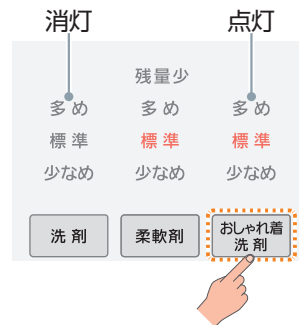 消灯 点灯
残量少
多め 多め 多め
標準 標準 標準
少なめ 少なめ 少なめ
洗剤 柔軟剤 おしゃれ着
洗剤